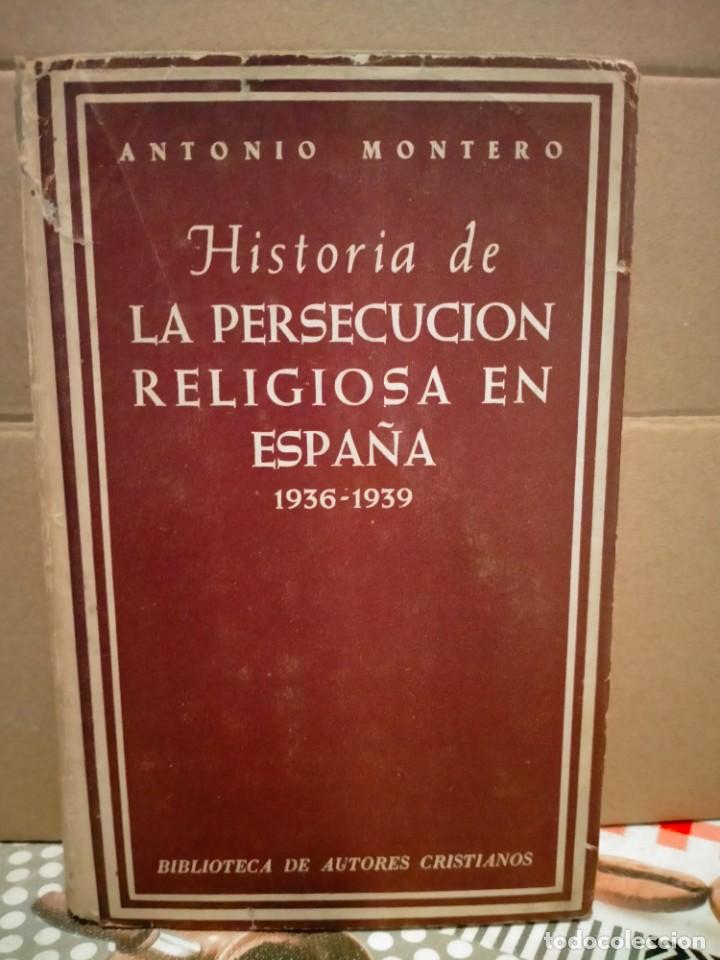 ANTONIO MONTERO
Historia de
LA PERSECUCION
RELIGIOSA EN
ESPAÑA
1936-1939
BIBLIOTECA DE AUTORES CRISTIANOS
todocoleccion